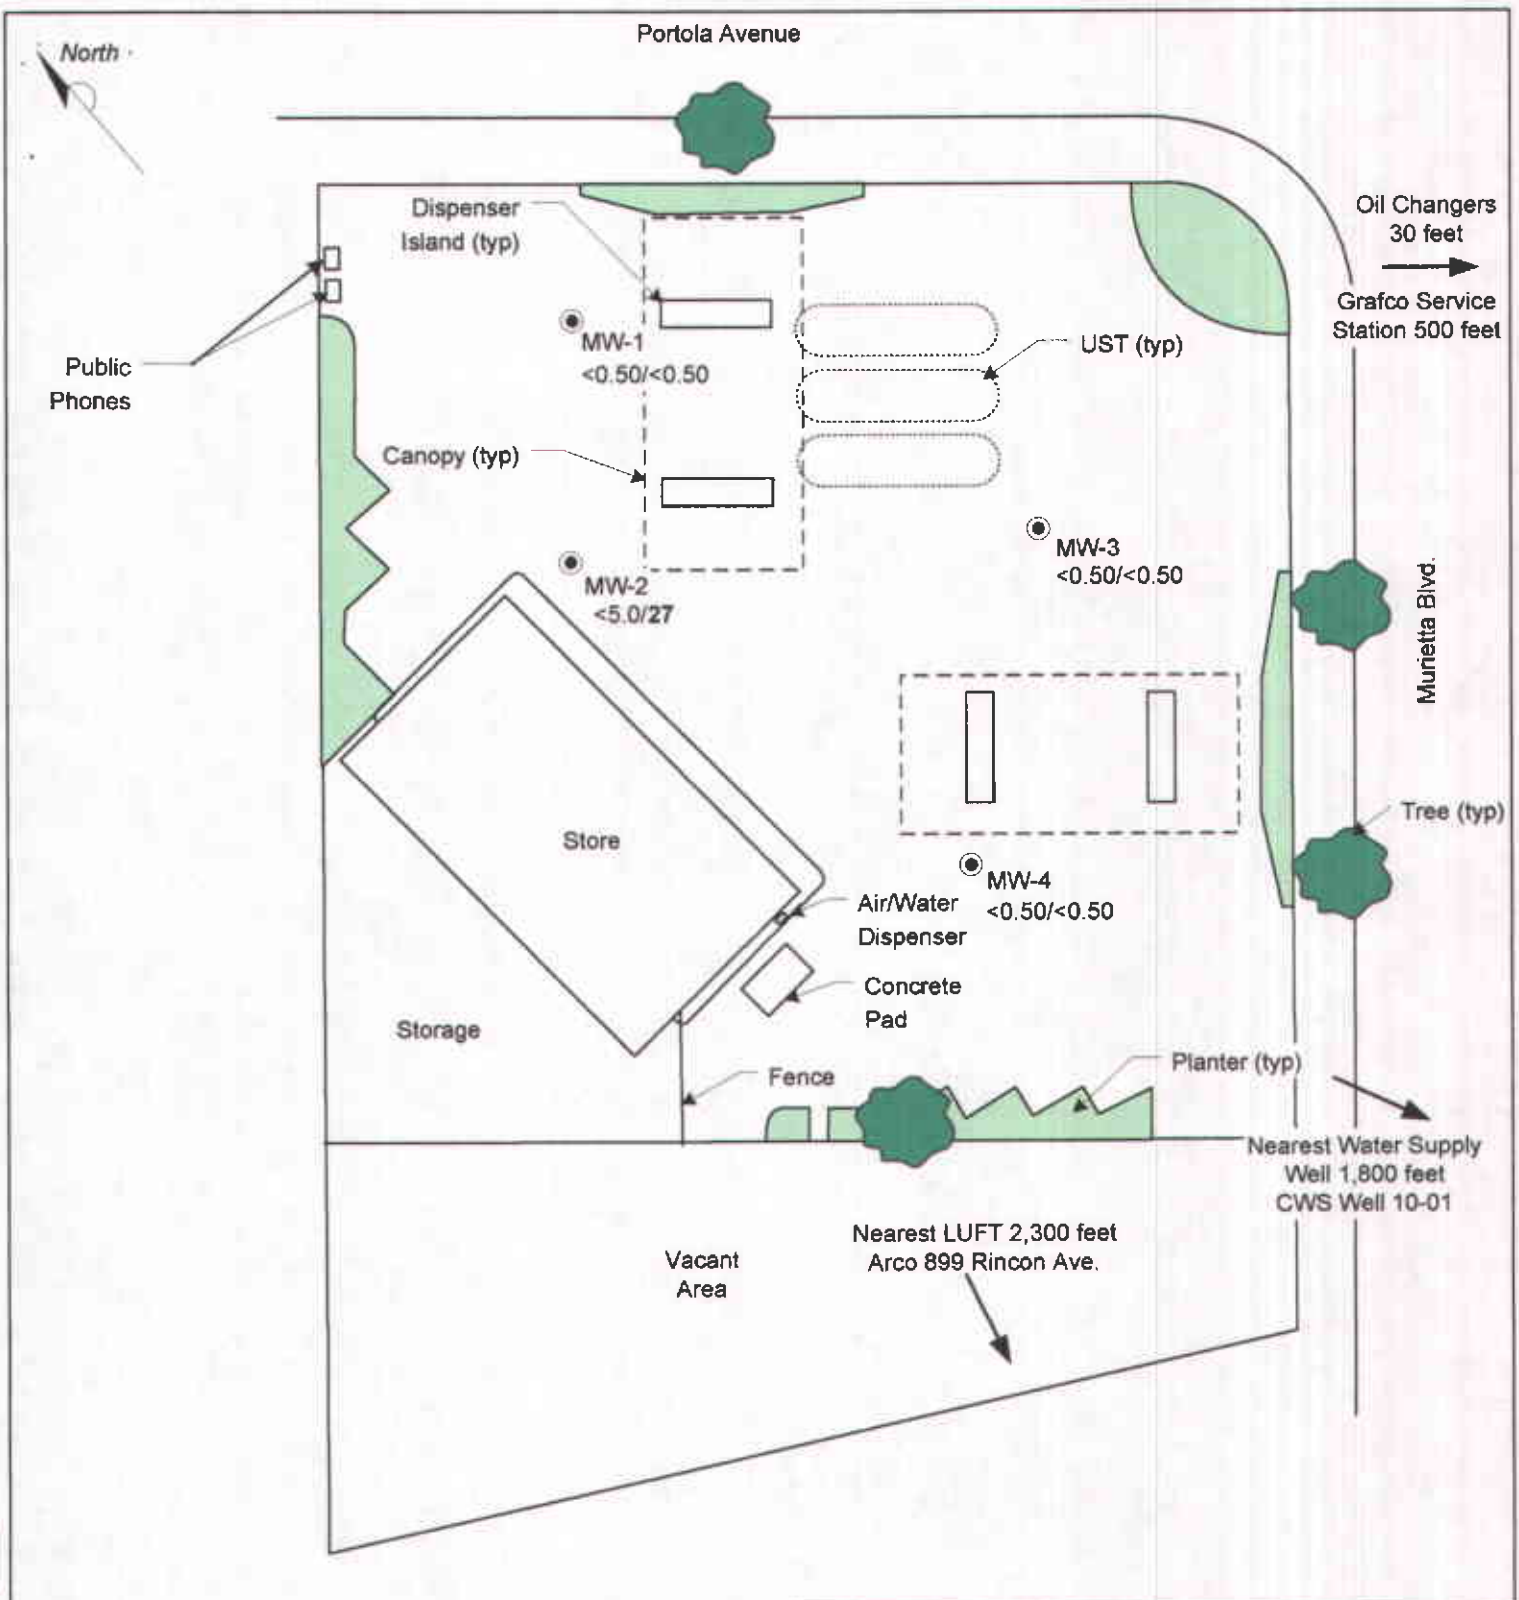 Portola Avenue
North
Dispenser
Island (typ)
Oil Changers
30 feet
Grafco Service
Station 500 feet
MW-1
<0.50/<0.50
UST (typ)
Public
Phones
Canopy (typ)
MW-3
<0.50/<0.50
MW-2
<5.0/27
Murietta Blvd.
Tree (typ)
Store
MW-4
<0.50/<0.50
Air/Water
Dispenser
Concrete
Pad
Storage
Fence
Planter (typ)
Nearest Water Supply
Well 1,800 feet
CWS Well 10-01
Nearest LUFT 2,300 feet
Arco 899 Rincon Ave.
Vacant
Area